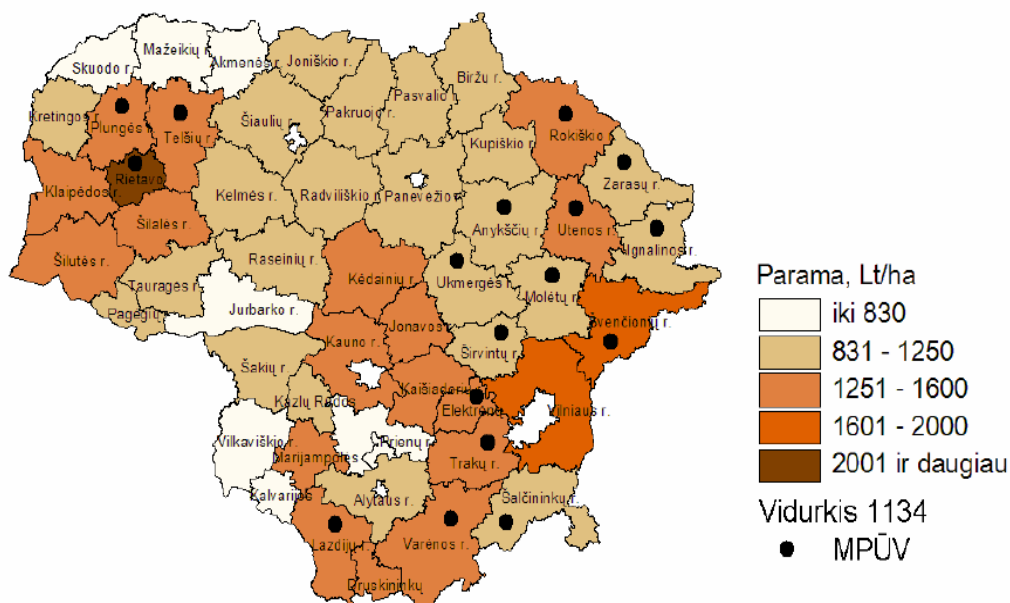 Mažeikių r.
Skuodo r.
Akmenės r.
Joniškio r.
Biržų r.
Pasvalio r.
Pakruojo r.
Kretingos r.
Plungės r.
Telšių r.
Šiaulių r.
Rokiškio r.
Kupiškio r.
Rietavo
Klaipėdos r.
Kelmės r.
Radviliškio r.
Panevėžio r.
Zarasų r.
Anykščių r.
Utenos r.
Ignalinos r.
Šilalės r.
Šilutės r.
Raseinių r.
Kėdainių r.
Ukmergės r.
Molėtų r.
Tauragės r.
Pagėgių
Jurbarko r.
Jonavos r.
Švenčionių r.
Kauno r.
Širvintų r.
Šakių r.
Kaišiadorių r.
Kazlų Rūdos
Elektrėnų
Vilniaus r.
Vilkaviškio r.
Prienų r.
Marijampolės
Trakų r.
Kalvarijos
Alytaus r.
Šalčininkų r.
Lazdijų r.
Varėnos r.
Druskininkų
Parama, Lt/ha
iki 830
831 - 1250
1251 - 1600
1601 - 2000
2001 ir daugiau
Vidurkis 1134
MPŪV